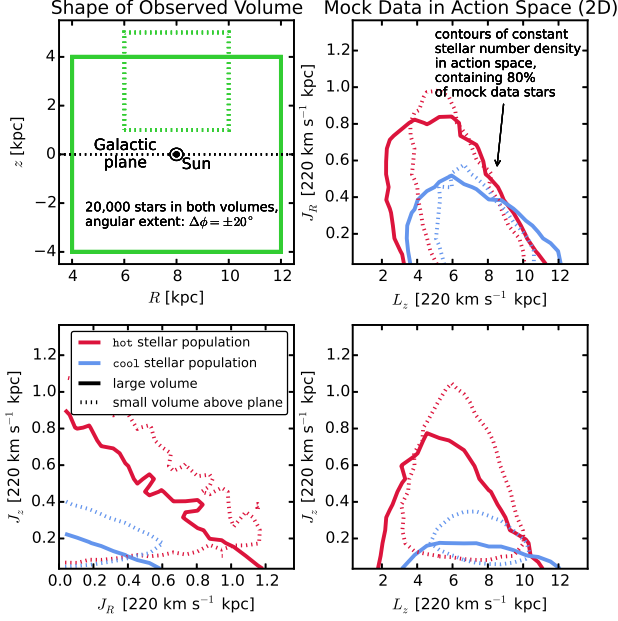 Shape of Observed Volume
Mock Data in Action Space (2D)
z [kpc]
4
2
0
−2
−4
Galactic
plane
Sun
20,000 stars in both volumes,
angular extent: Δϕ = ±20°
4 6 8 10 12
R [kpc]
J_R [220 km s⁻¹ kpc]
1.2
1.0
0.8
0.6
0.4
0.2
contours of constant
stellar number density
in action space,
containing 80%
of mock data stars
0 2 4 6 8 10 12
L_z [220 km s⁻¹ kpc]
J_z [220 km s⁻¹ kpc]
1.2
1.0
0.8
0.6
0.4
0.2
hot stellar population
cool stellar population
large volume
small volume above plane
0.0 0.2 0.4 0.6 0.8 1.0 1.2 1.4
J_R [220 km s⁻¹ kpc]
J_z [220 km s⁻¹ kpc]
1.2
1.0
0.8
0.6
0.4
0.2
0 2 4 6 8 10 12
L_z [220 km s⁻¹ kpc]